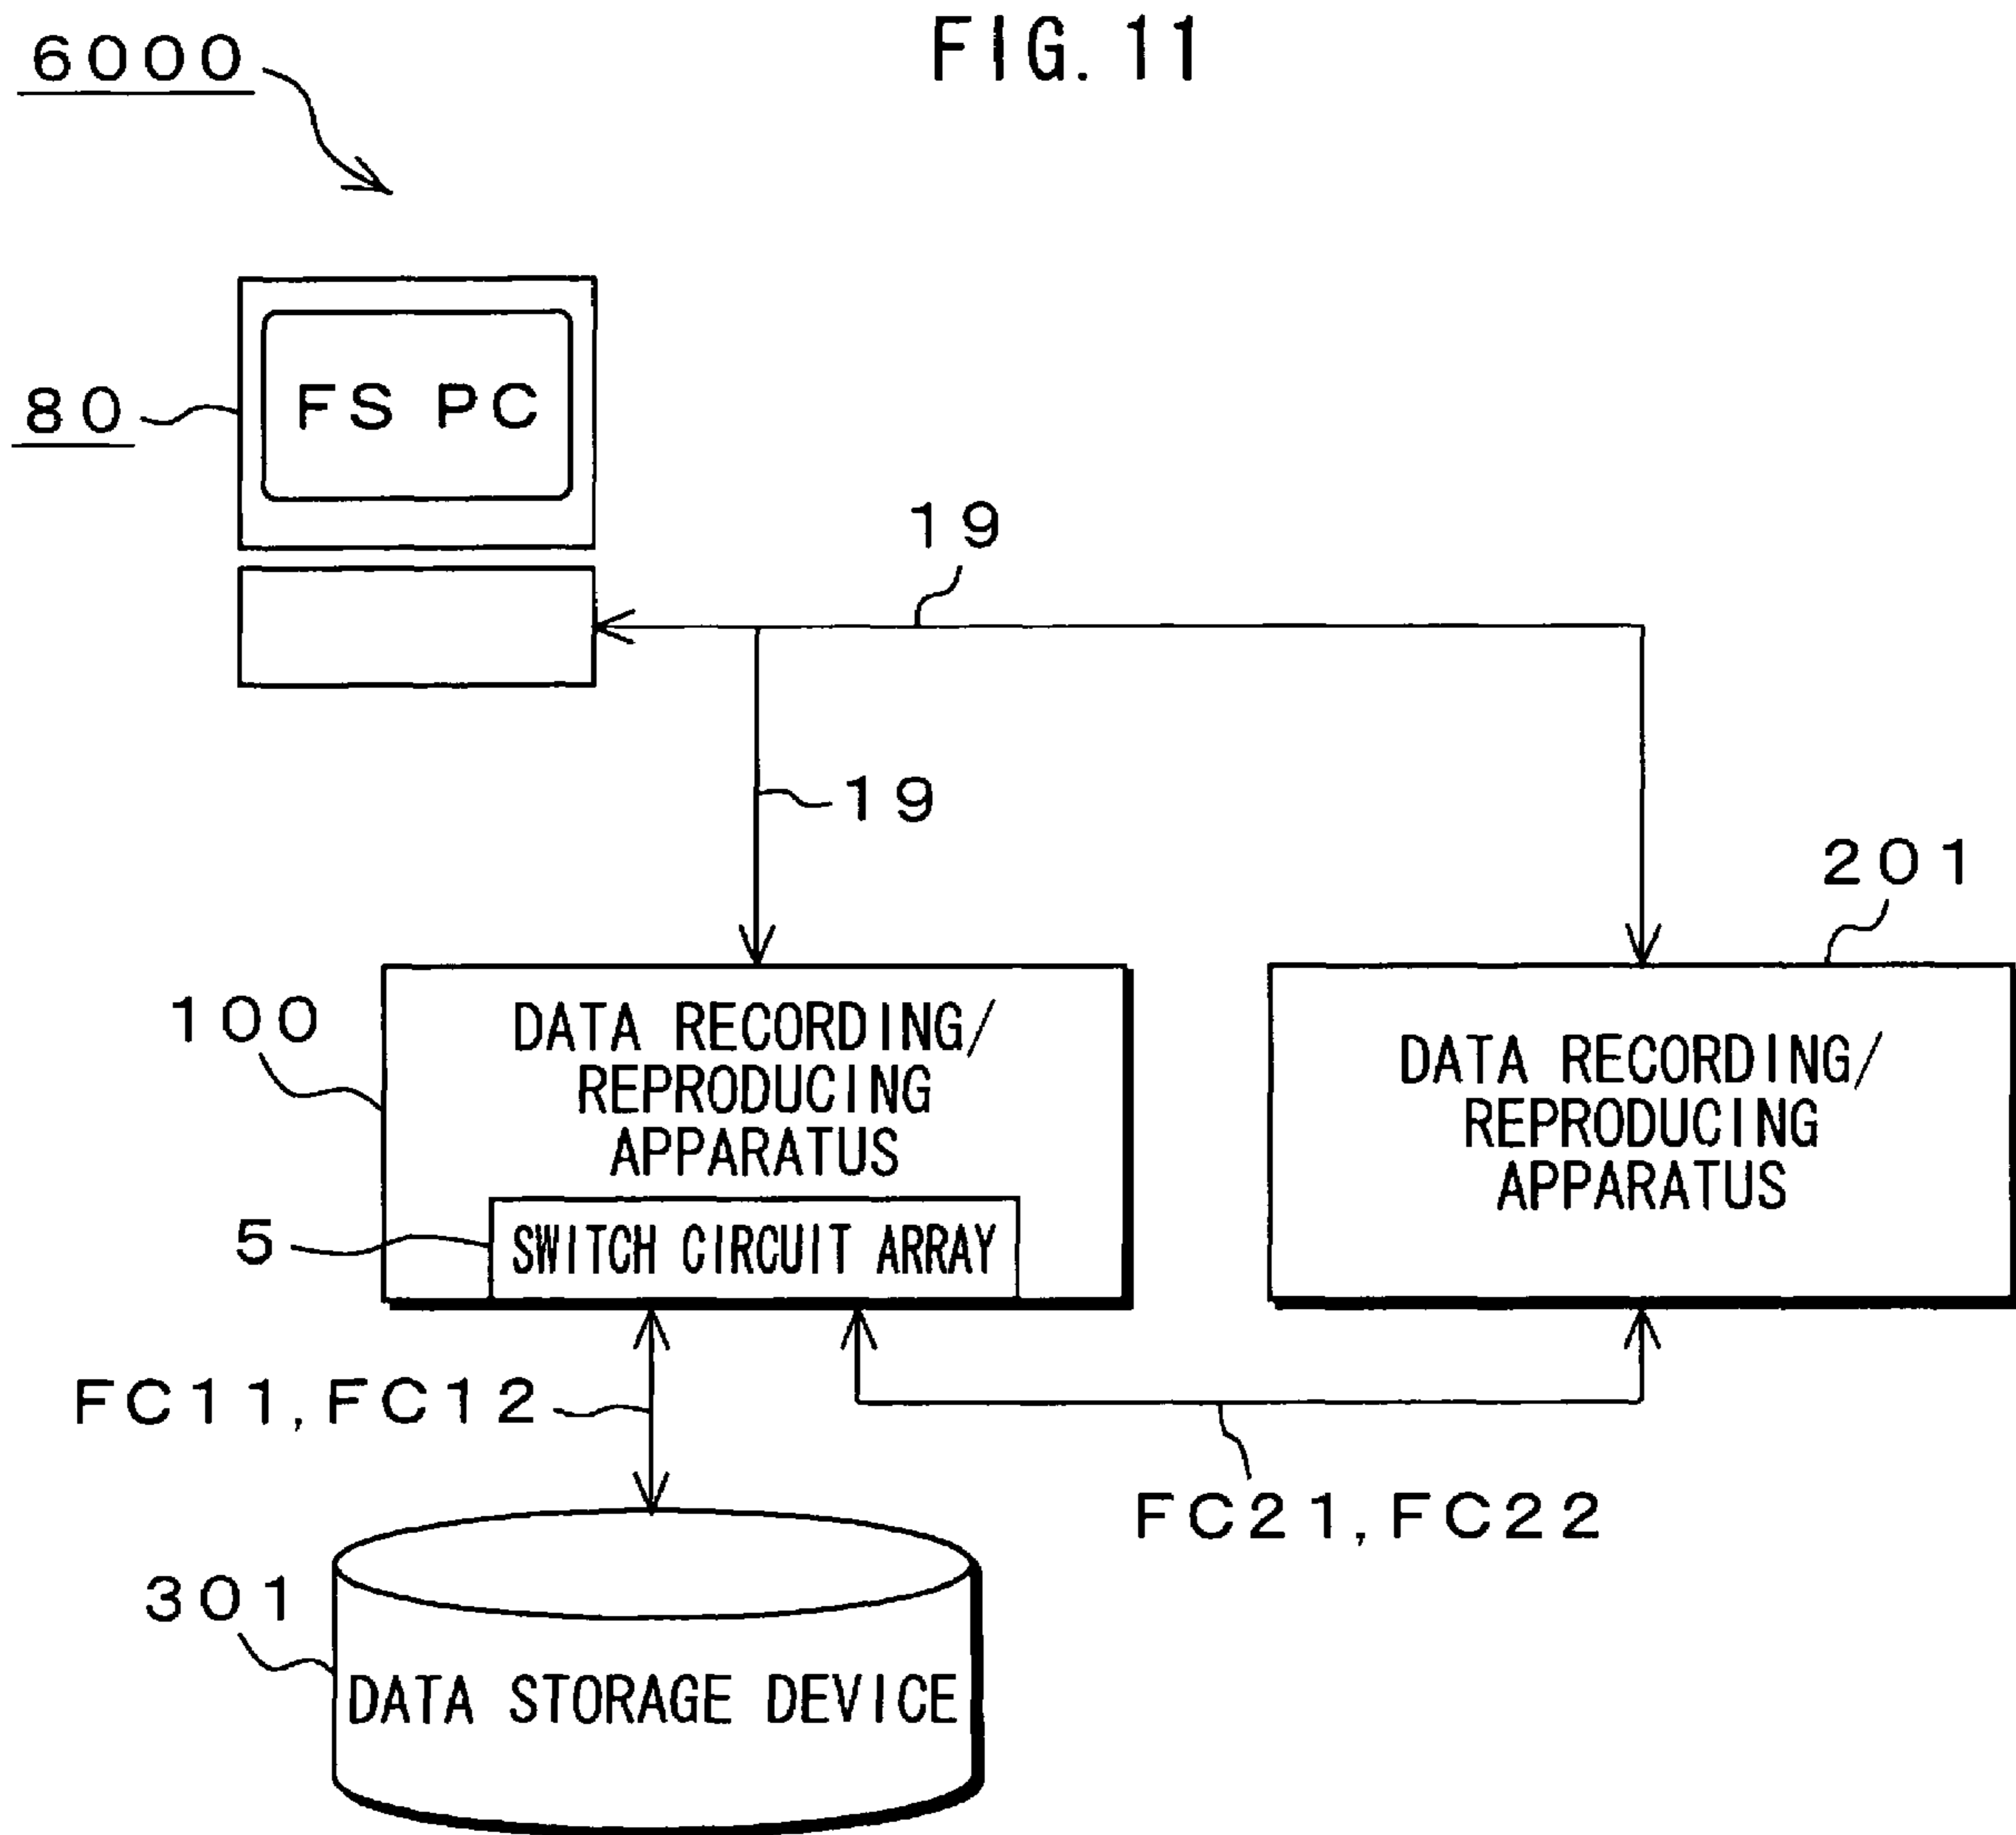 FIG. 11
6000
80
FS PC
19
19
201
100
DATA RECORDING/
REPRODUCING
APPARATUS
5
SWITCH CIRCUIT ARRAY
DATA RECORDING/
REPRODUCING
APPARATUS
FC11, FC12
FC21, FC22
301
DATA STORAGE DEVICE